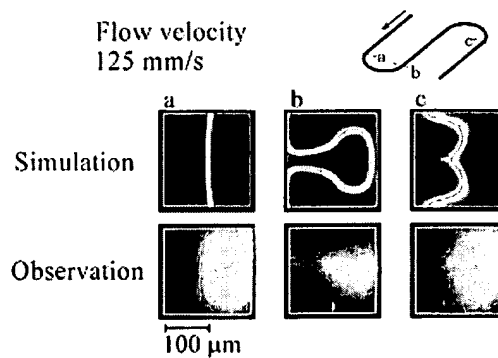 Flow velocity
125 mm/s
a
b
c
a
b
c
Simulation
Observation
100 μm